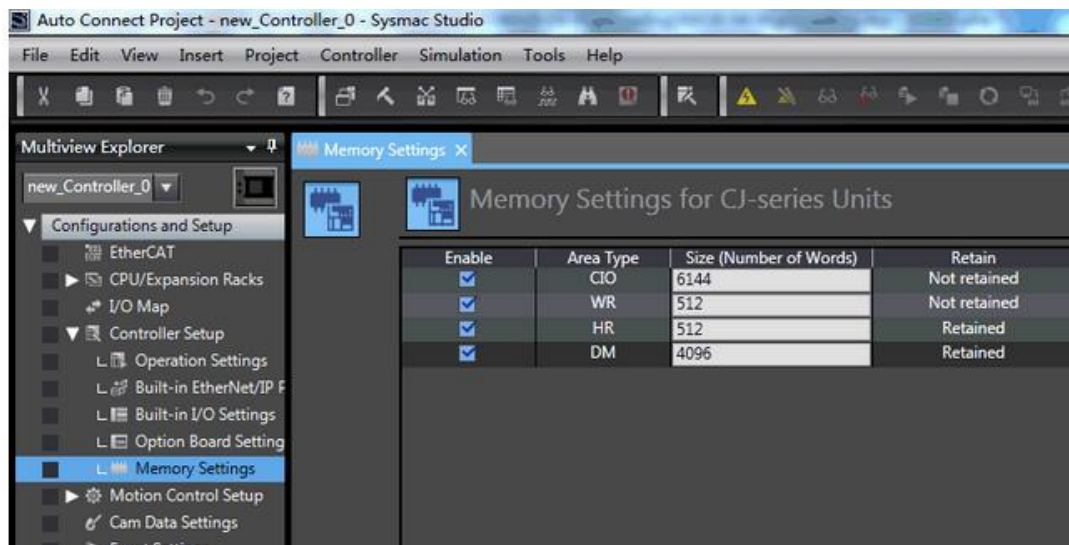 Auto Connect Project - new_Controller_0 - Sysmac Studio
File Edit View Insert Project Controller Simulation Tools Help
Multiview Explorer
new_Controller_0
Configurations and Setup
EtherCAT
CPU/Expansion Racks
I/O Map
Controller Setup
Operation Settings
Built-in EtherNet/IP P
Built-in I/O Settings
Option Board Setting
Memory Settings
Motion Control Setup
Cam Data Settings
Memory Settings
Memory Settings for CJ-series Units
Enable Area Type Size (Number of Words) Retain
CIO 6144 Not retained
WR 512 Not retained
HR 512 Retained
DM 4096 Retained